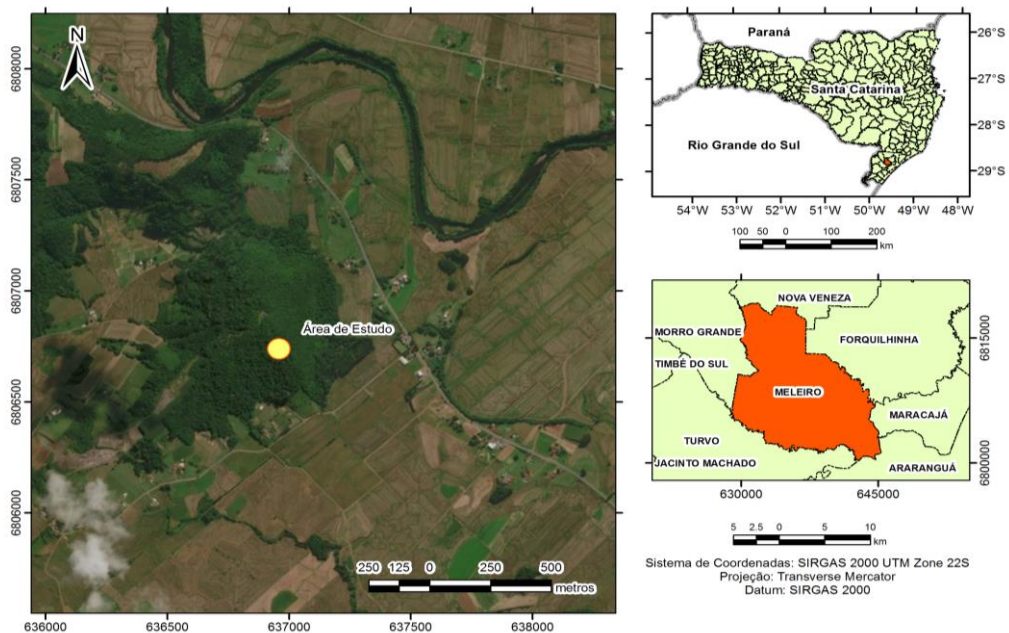 N
6808000
6807500
6807000
6806500
6806000
Área de Estudo
250 125 0 250 500
metros
636000 636500 637000 637500 638000
Paraná
Santa Catarina
Rio Grande do Sul
26°S
27°S
28°S
29°S
54°W 53°W 52°W 51°W 50°W 49°W 48°W
100 50 0 100 200
km
NOVA VENEZA
MORRO GRANDE
FORQUILHINHA
TIMBÉ DO SUL
MELEIRO
MARACAJÁ
TURVO
JACINTO MACHADO
ARARANGUÁ
6815000
6800000
630000 645000
5 2.5 0 5 10
km
Sistema de Coordenadas: SIRGAS 2000 UTM Zone 22S
Projeção: Transverse Mercator
Datum: SIRGAS 2000